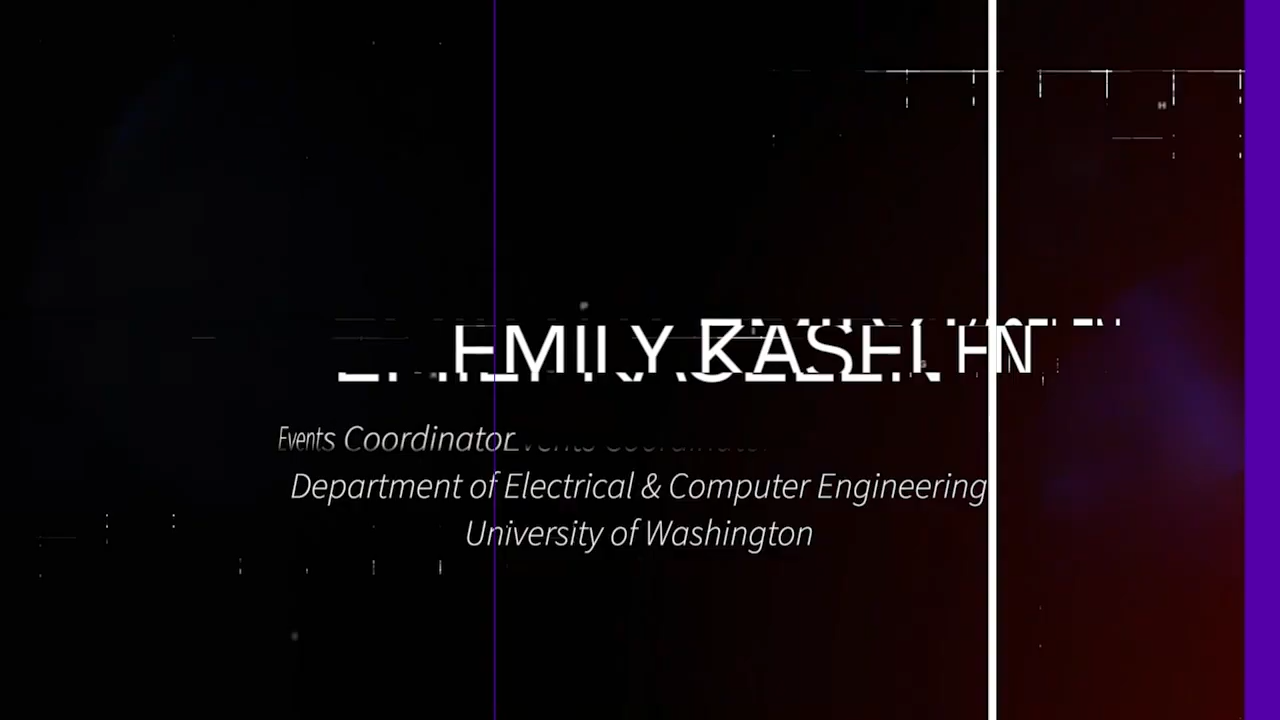 EMILY KASELEN
Events Coordinator
Department of Electrical & Computer Engineering
University of Washington